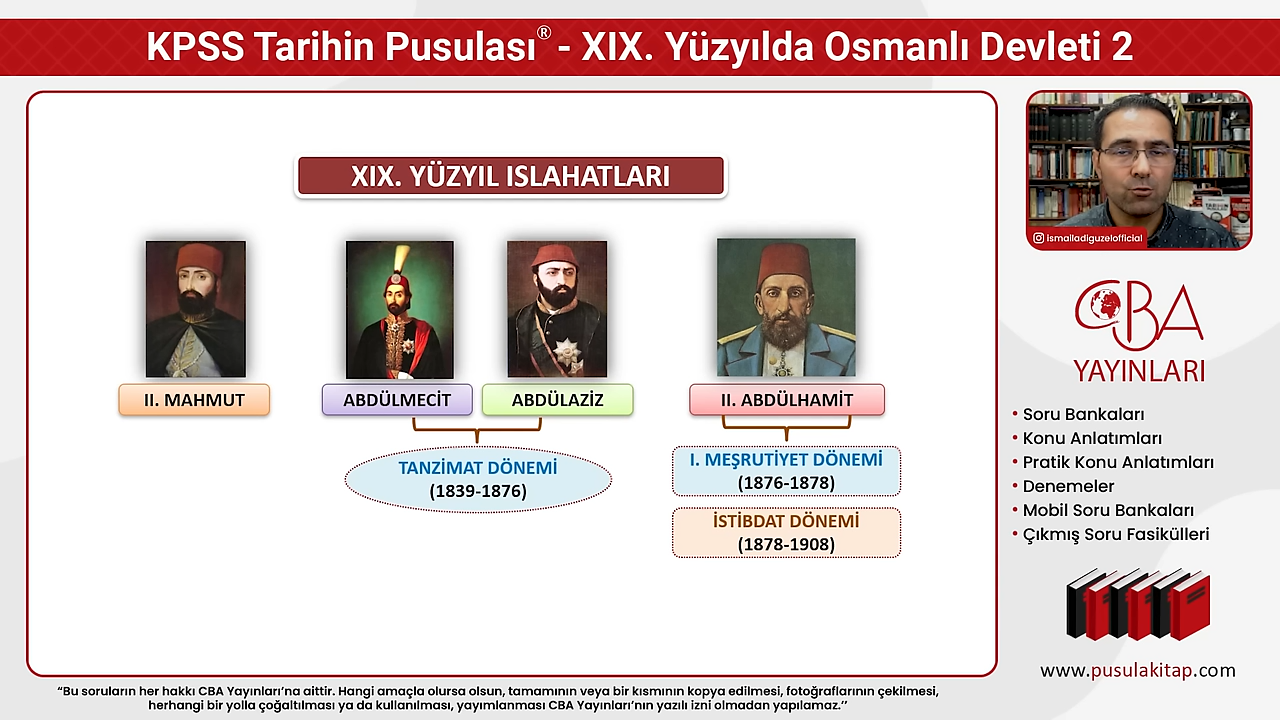 KPSS Tarihin Pusulası® - XIX. Yüzyılda Osmanlı Devleti 2
XIX. YÜZYIL ISLAHATLARI
II. MAHMUT
ABDÜLMECİT
ABDÜLAZİZ
II. ABDÜLHAMİT
TANZİMAT DÖNEMİ
(1839-1876)
I. MEŞRUTİYET DÖNEMİ
(1876-1878)
İSTİBDAT DÖNEMİ
(1878-1908)
ismailadiguzelofficial
CBA
YAYINLARI
• Soru Bankaları
• Konu Anlatımları
• Pratik Konu Anlatımları
• Denemeler
• Mobil Soru Bankaları
• Çıkmış Soru Fasikülleri
www.pusulakitap.com
“Bu soruların her hakkı CBA Yayınları’na aittir. Hangi amaçla olursa olsun, tamamının veya bir kısmının kopya edilmesi, fotoğraflarının çekilmesi,
herhangi bir yolla çoğaltılması ya da kullanılması, yayımlanması CBA Yayınları’nın yazılı izni olmadan yapılamaz.’’